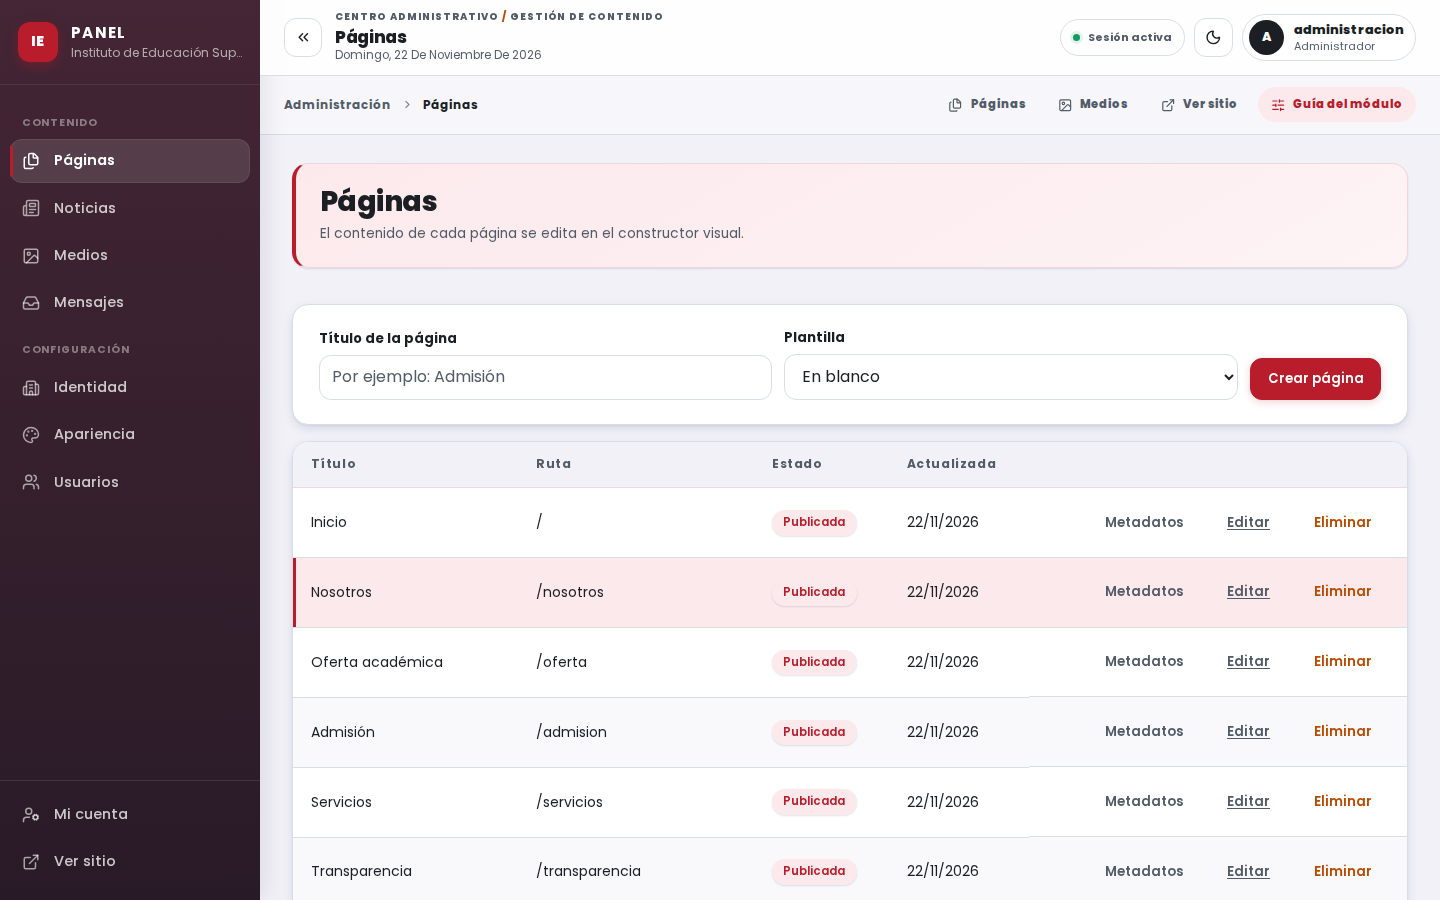 IE
PANEL
Instituto de Educación Sup...
CONTENIDO
Páginas
Noticias
Medios
Mensajes
CONFIGURACIÓN
Identidad
Apariencia
Usuarios
Mi cuenta
Ver sitio
CENTRO ADMINISTRATIVO / GESTIÓN DE CONTENIDO
Páginas
Domingo, 22 De Noviembre De 2026
Sesión activa
A
administracion
Administrador
Administración > Páginas
Páginas
Medios
Ver sitio
Guía del módulo
Páginas
El contenido de cada página se edita en el constructor visual.
Título de la página
Por ejemplo: Admisión
Plantilla
En blanco
Crear página
Título Ruta Estado Actualizada
Inicio / Publicada 22/11/2026 Metadatos Editar Eliminar
Nosotros /nosotros Publicada 22/11/2026 Metadatos Editar Eliminar
Oferta académica /oferta Publicada 22/11/2026 Metadatos Editar Eliminar
Admisión /admision Publicada 22/11/2026 Metadatos Editar Eliminar
Servicios /servicios Publicada 22/11/2026 Metadatos Editar Eliminar
Transparencia /transparencia Publicada 22/11/2026 Metadatos Editar Eliminar